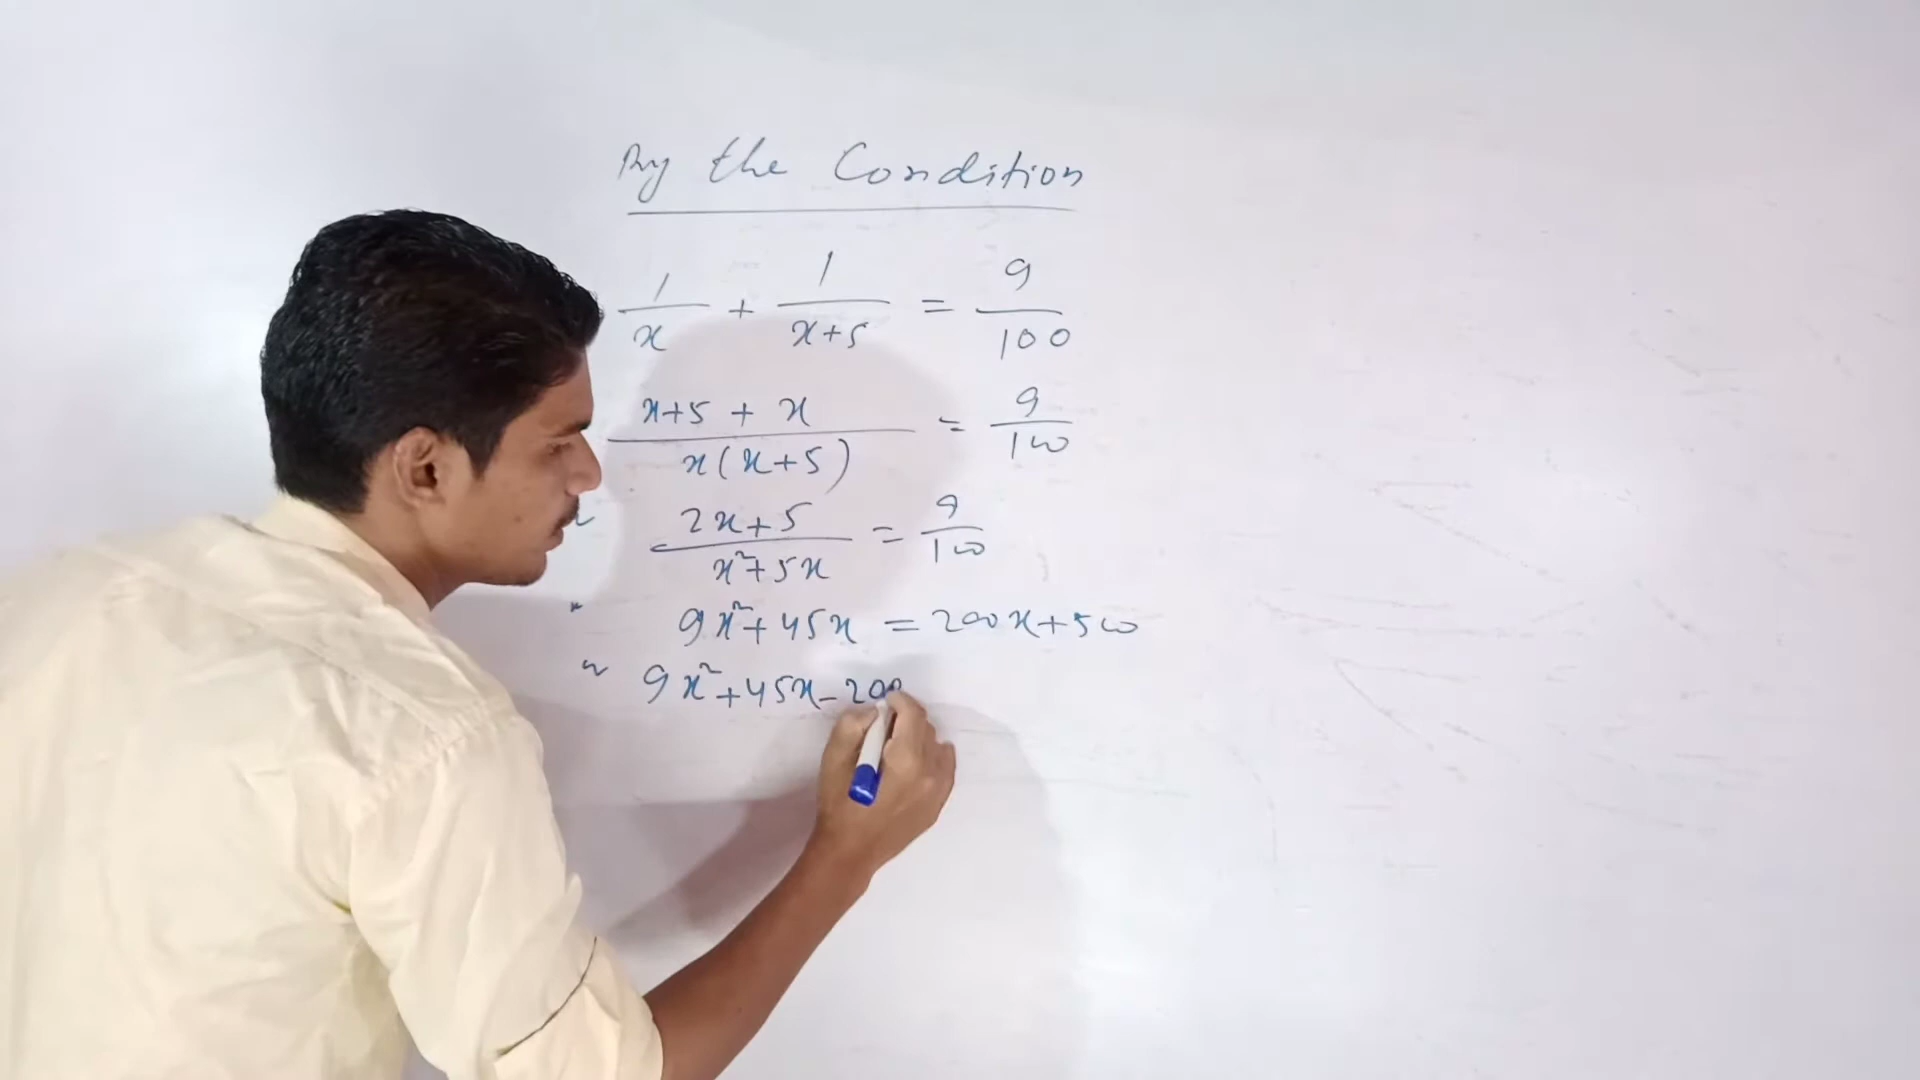 By the Condition
1/x + 1/(x+5) = 9/100
(x+5 + x)/(x(x+5)) = 9/100
(2x+5)/(x²+5x) = 9/100
9x²+45x = 200x+500
9x²+45x-200